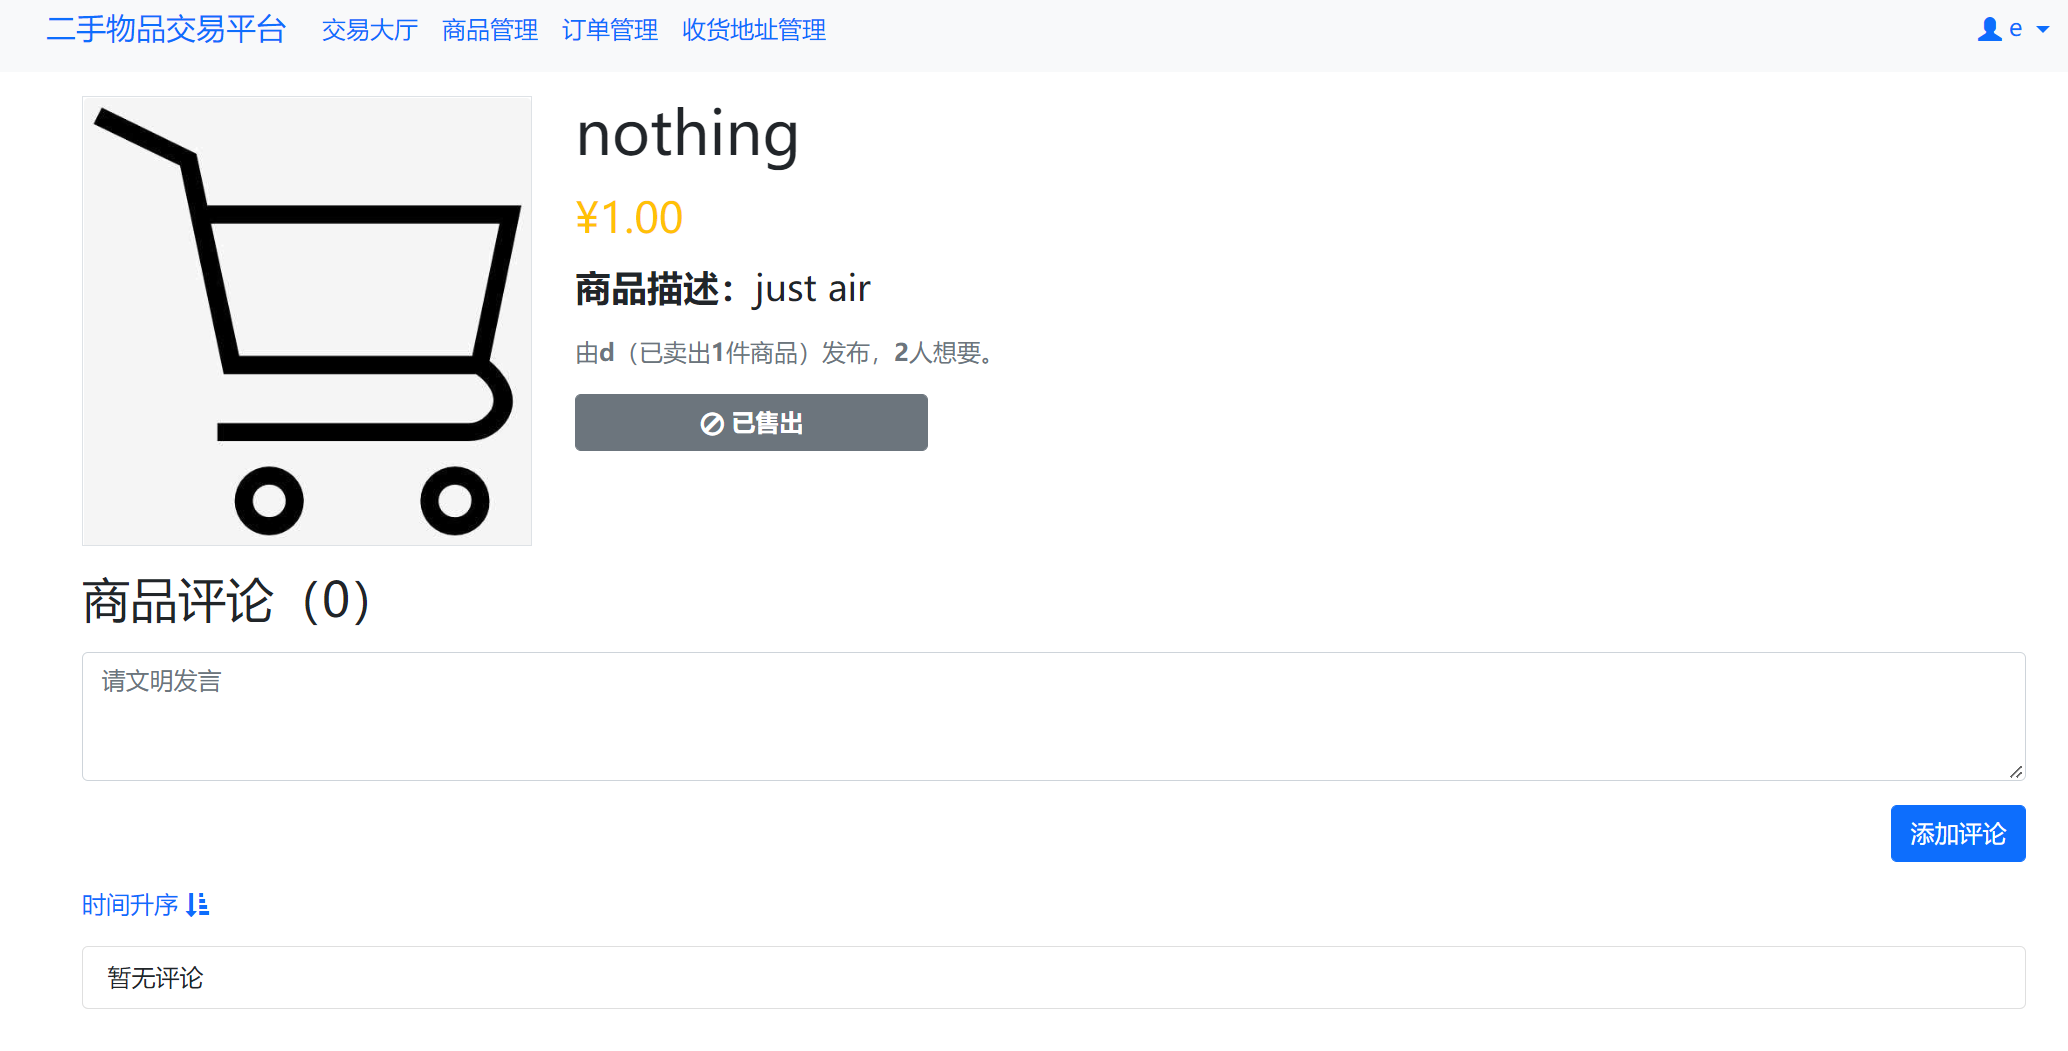 二手物品交易平台 交易大厅 商品管理 订单管理 收货地址管理 e
nothing
¥1.00
商品描述：just air
由d（已卖出1件商品）发布，2人想要。
已售出
商品评论（0）
请文明发言
添加评论
时间升序
暂无评论